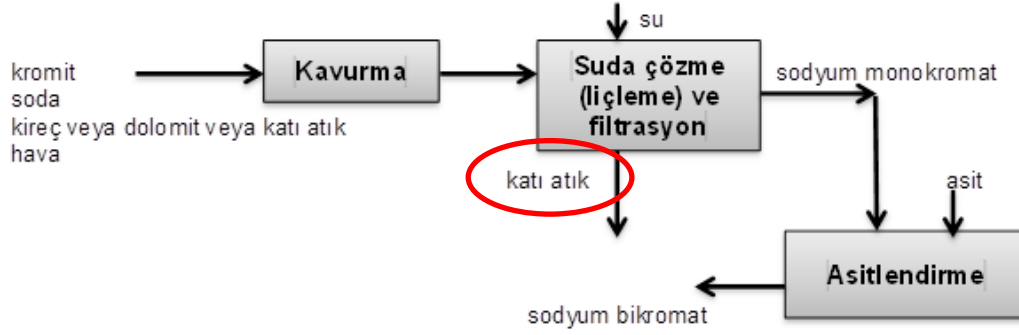 su
kromit
soda
kireç veya dolomit veya katı atık
hava
Kavurma
Suda çözme
(liçleme) ve
filtrasyon
sodyum monokromat
katı atık
asit
Asitlendirme
sodyum bikromat